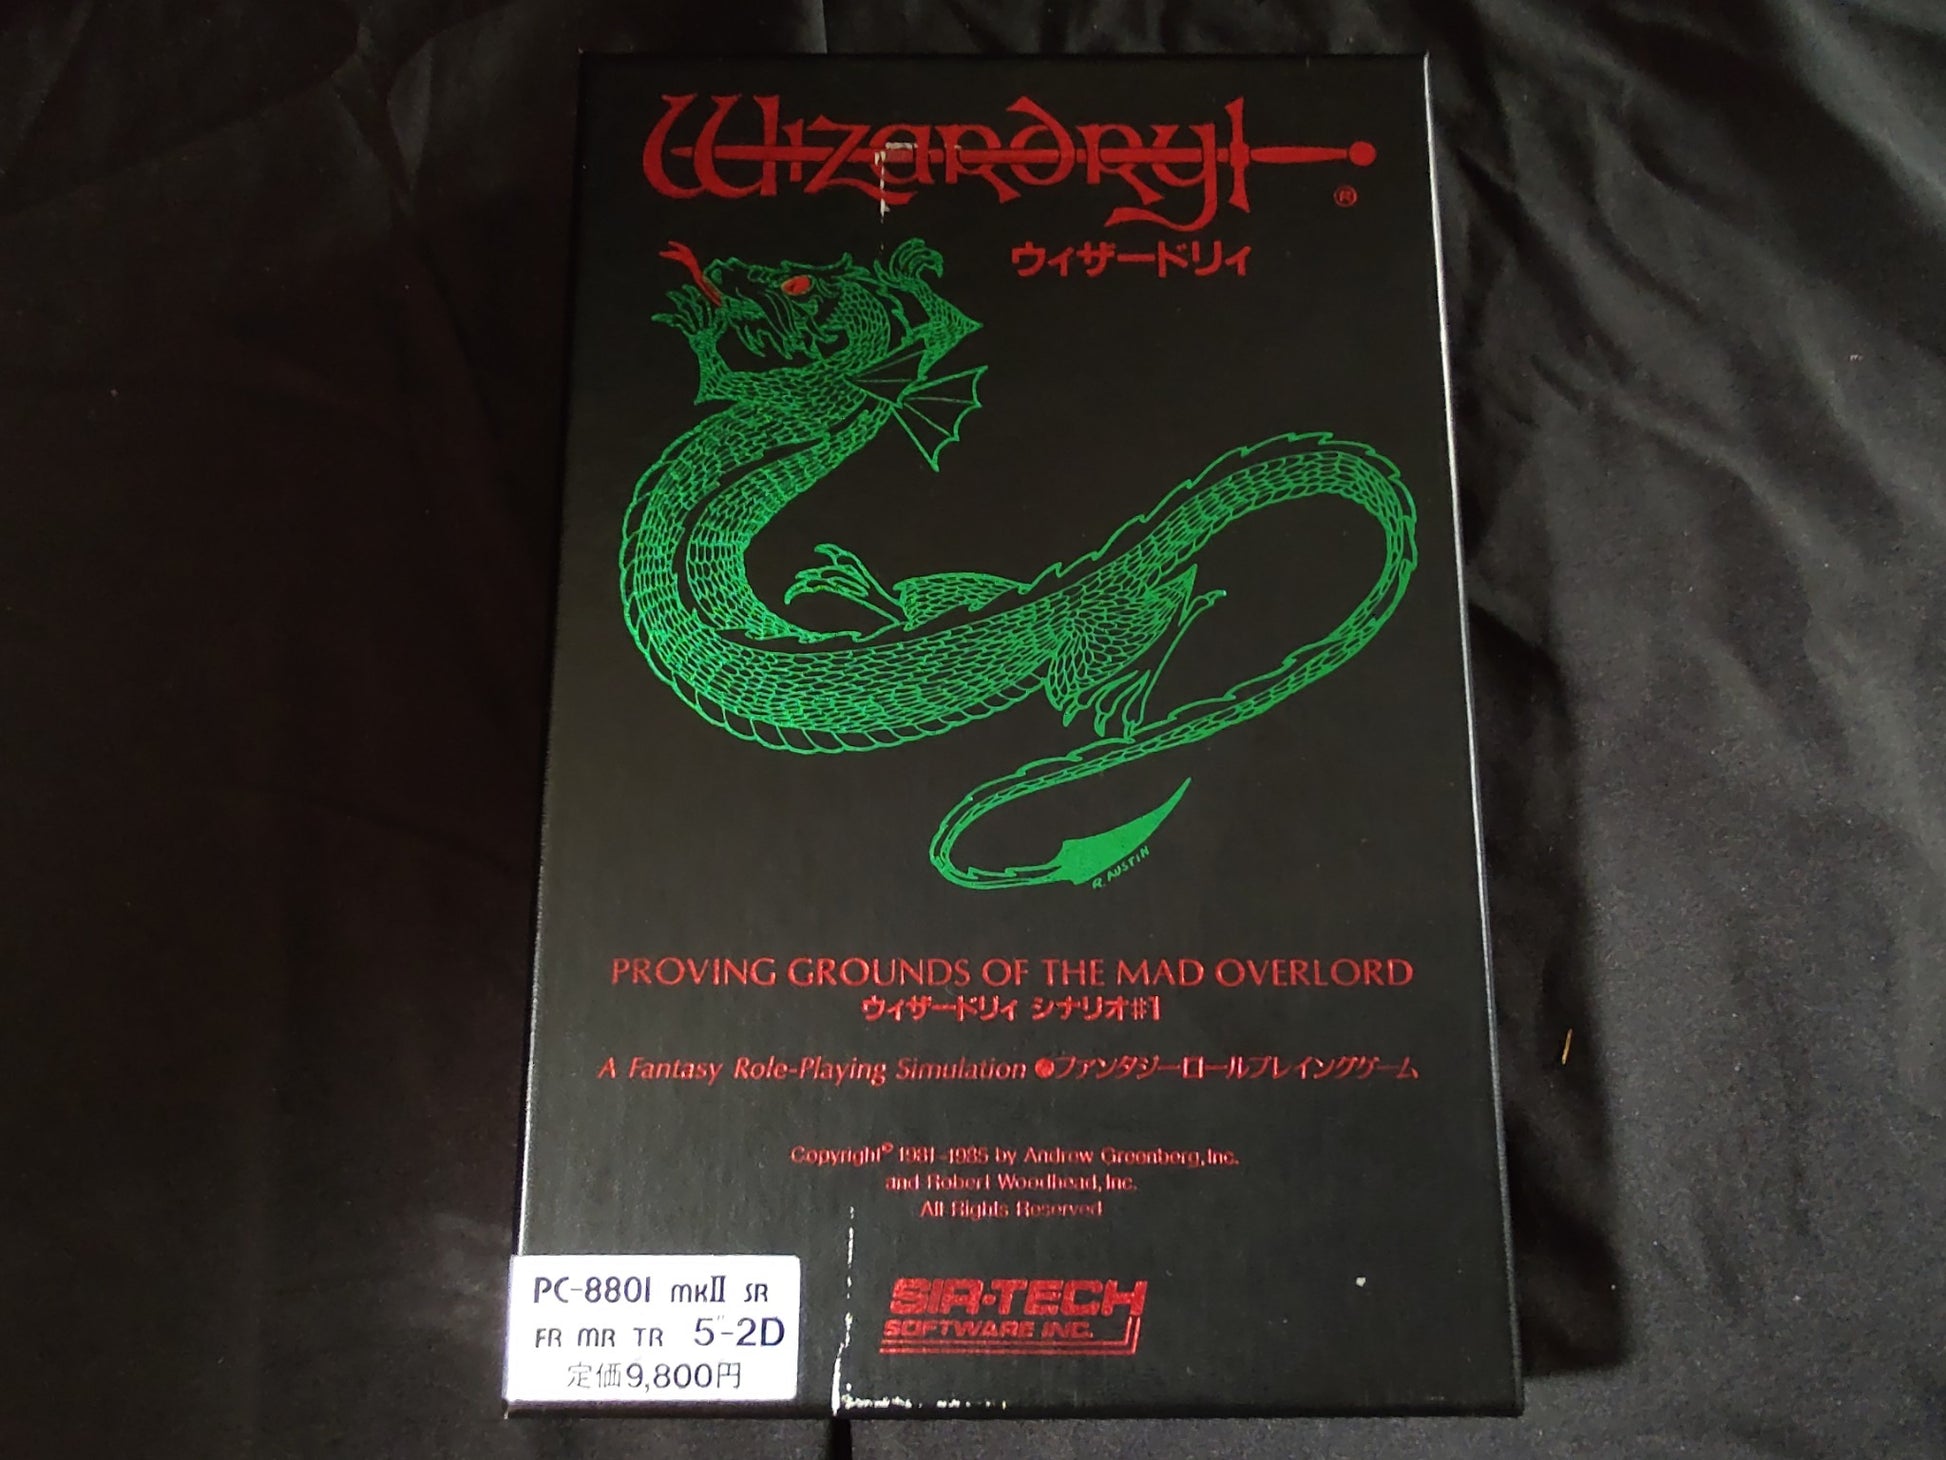 Wizardry
®
ウィザードリィ
R. AUSTIN
PROVING GROUNDS OF THE MAD OVERLORD
ウィザードリィ シナリオ#1
A Fantasy Role-Playing Simulation ●ファンタジーロールプレイングゲーム
Copyright© 1981-1985 by Andrew Greenberg, Inc.
and Robert Woodhead, Inc.
All Rights Reserved
SIR-TECH
SOFTWARE INC.
PC-8801 mkII SR
FR MR TR 5"-2D
定価9,800円